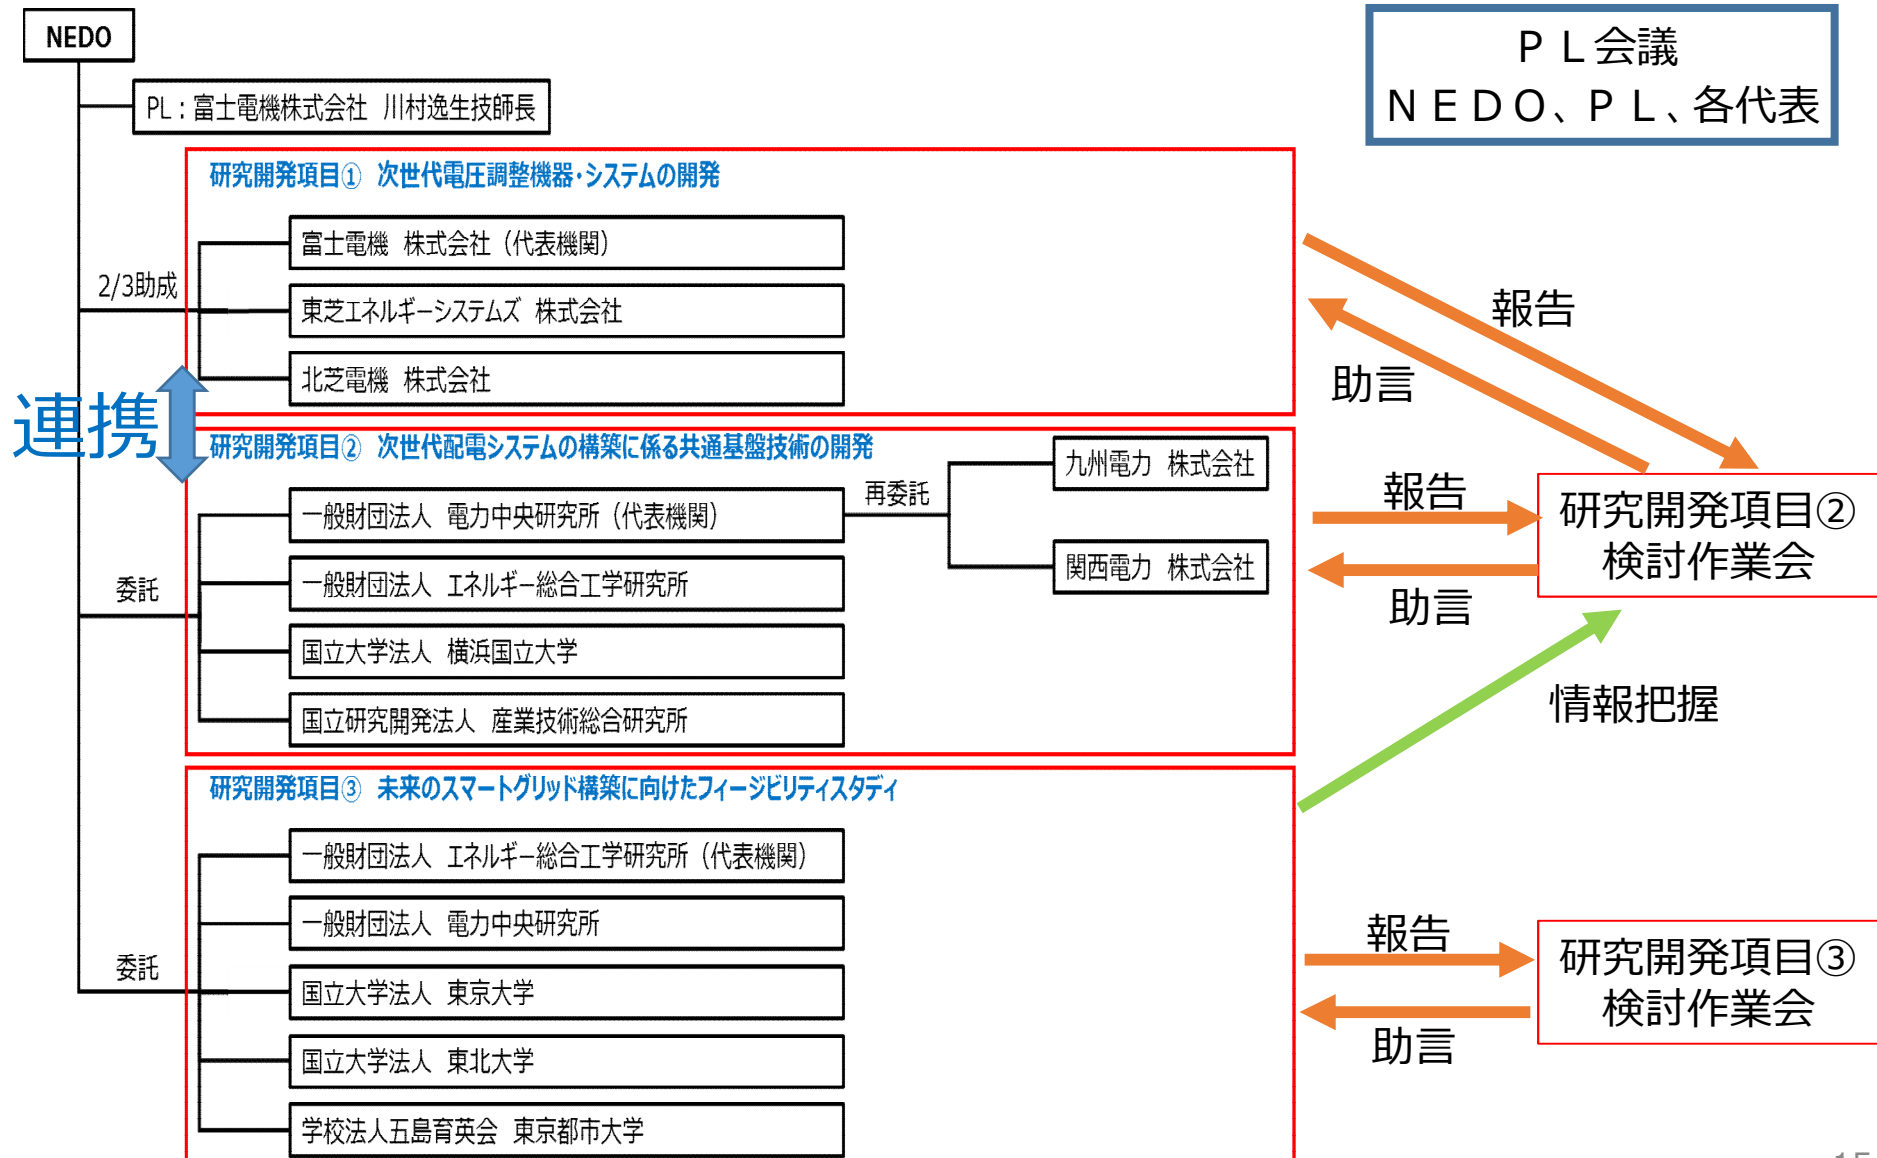 NEDO
PL：富士電機株式会社 川村逸生技師長
ＰＬ会議
ＮＥＤＯ、ＰＬ、各代表
研究開発項目① 次世代電圧調整機器・システムの開発
2/3助成
富士電機 株式会社（代表機関）
東芝エネルギーシステムズ 株式会社
北芝電機 株式会社
報告
助言
連携
研究開発項目② 次世代配電システムの構築に係る共通基盤技術の開発
委託
一般財団法人 電力中央研究所（代表機関）
再委託
九州電力 株式会社
関西電力 株式会社
一般財団法人 エネルギー総合工学研究所
国立大学法人 横浜国立大学
国立研究開発法人 産業技術総合研究所
報告
助言
研究開発項目②
検討作業会
情報把握
研究開発項目③ 未来のスマートグリッド構築に向けたフィージビリティスタディ
委託
一般財団法人 エネルギー総合工学研究所（代表機関）
一般財団法人 電力中央研究所
国立大学法人 東京大学
国立大学法人 東北大学
学校法人五島育英会 東京都市大学
報告
助言
研究開発項目③
検討作業会